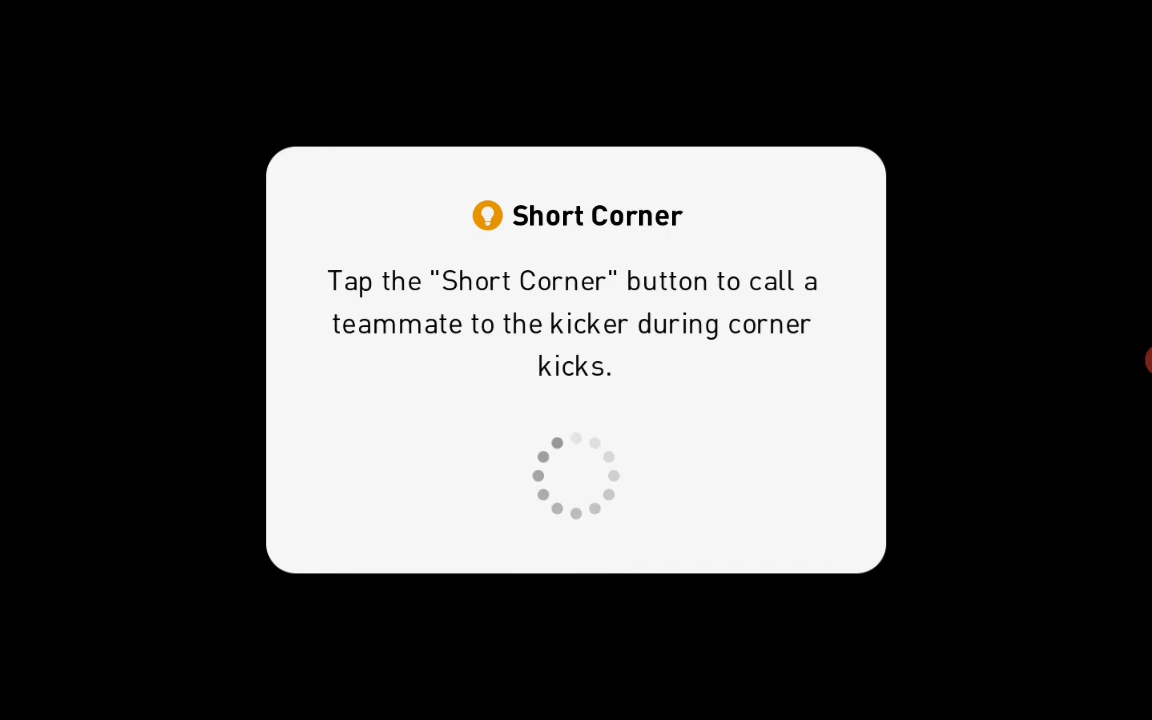 Short Corner
Tap the "Short Corner" button to call a
teammate to the kicker during corner
kicks.